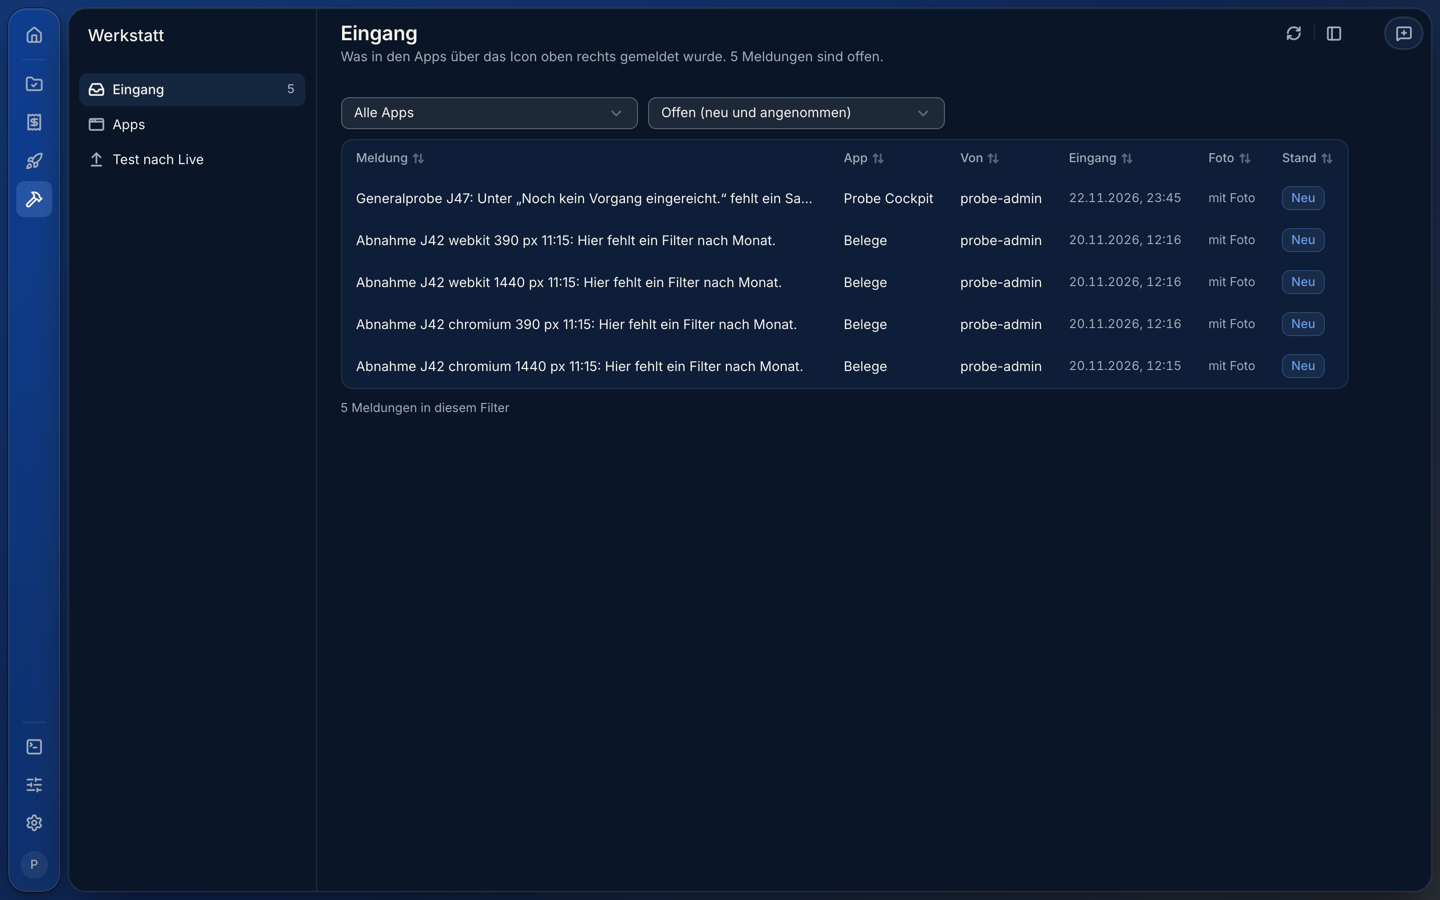 Werkstatt
Eingang 5
Apps
Test nach Live
P
Eingang
Was in den Apps über das Icon oben rechts gemeldet wurde. 5 Meldungen sind offen.
Alle Apps
Offen (neu und angenommen)
Meldung App Von Eingang Foto Stand
Generalprobe J47: Unter „Noch kein Vorgang eingereicht.“ fehlt ein Sa... Probe Cockpit probe-admin 22.11.2026, 23:45 mit Foto Neu
Abnahme J42 webkit 390 px 11:15: Hier fehlt ein Filter nach Monat. Belege probe-admin 20.11.2026, 12:16 mit Foto Neu
Abnahme J42 webkit 1440 px 11:15: Hier fehlt ein Filter nach Monat. Belege probe-admin 20.11.2026, 12:16 mit Foto Neu
Abnahme J42 chromium 390 px 11:15: Hier fehlt ein Filter nach Monat. Belege probe-admin 20.11.2026, 12:16 mit Foto Neu
Abnahme J42 chromium 1440 px 11:15: Hier fehlt ein Filter nach Monat. Belege probe-admin 20.11.2026, 12:15 mit Foto Neu
5 Meldungen in diesem Filter